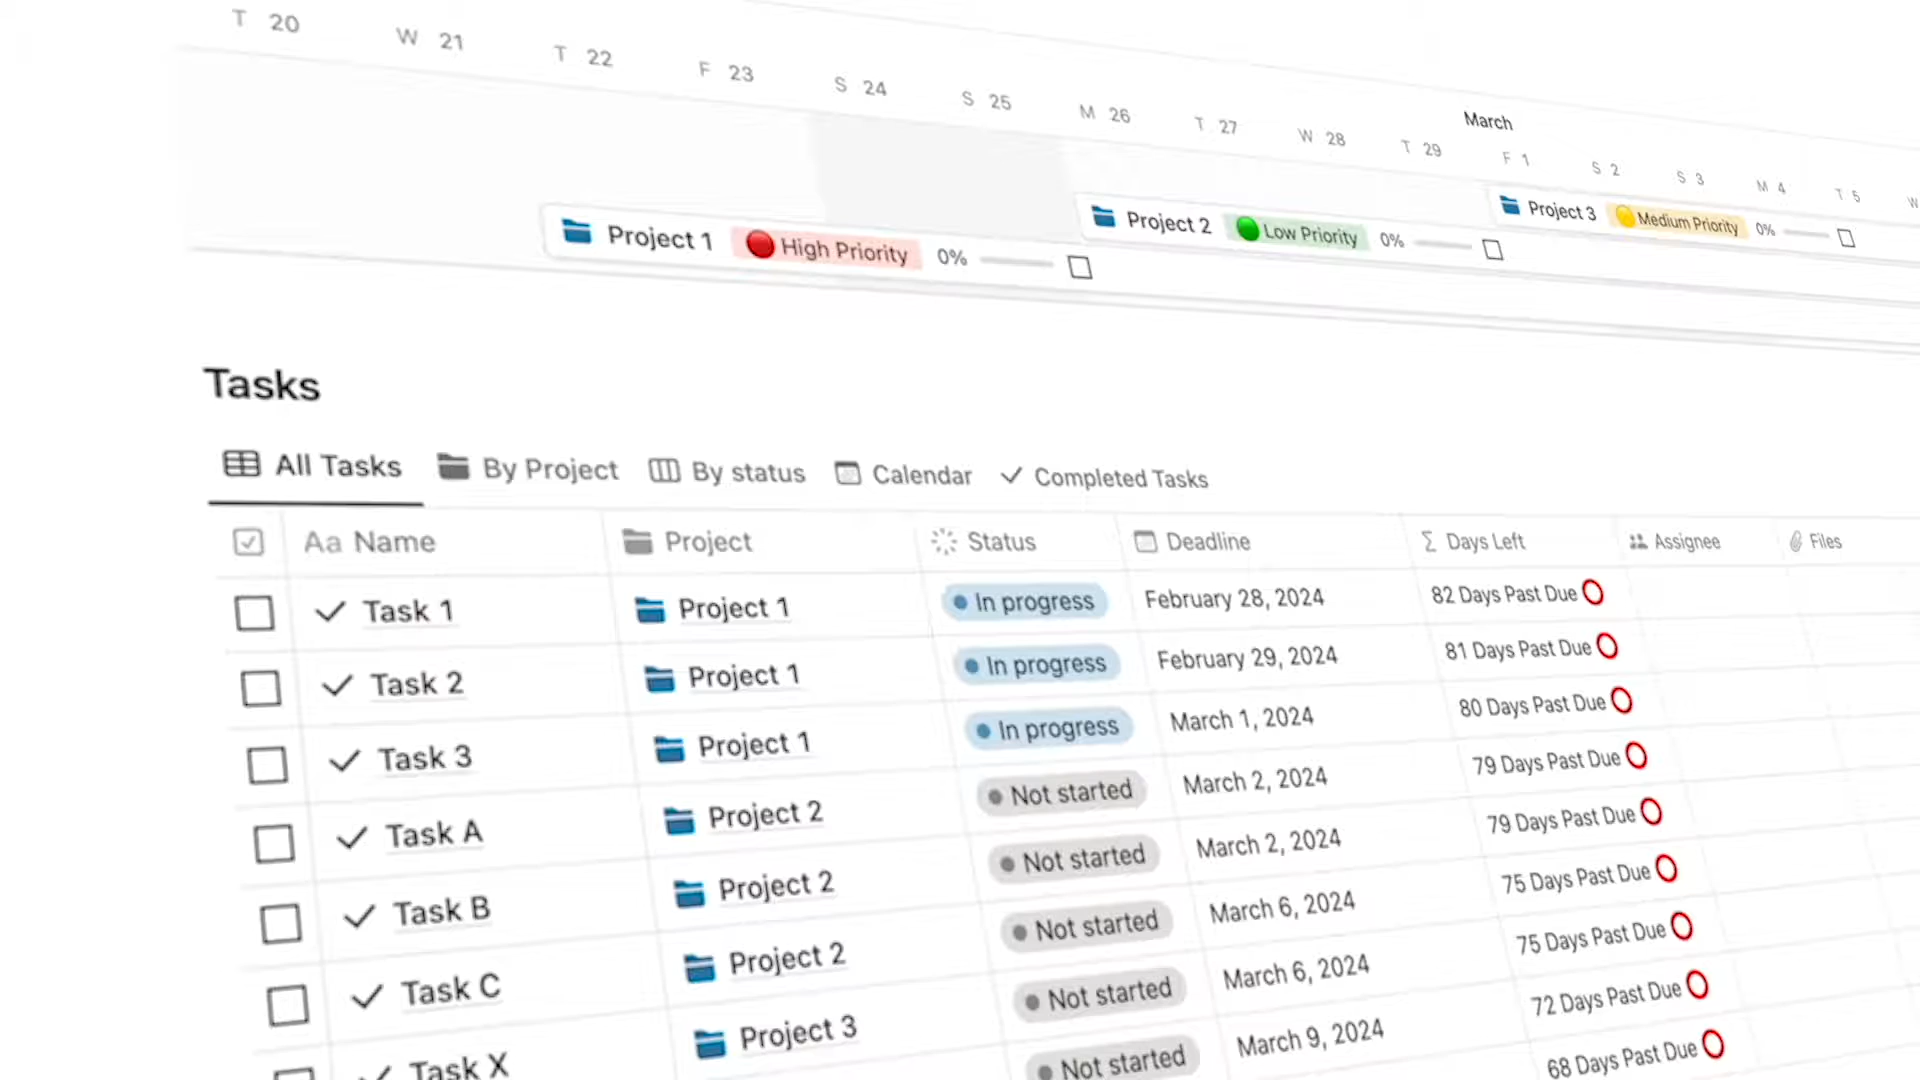 T 20 W 21 T 22 F 23 S 24 S 25 M 26 T 27 W 28 T 29 March F 1 S 2 S 3 M 4 T 5 W
Project 1 High Priority 0%
Project 2 Low Priority 0%
Project 3 Medium Priority 0%
Tasks
All Tasks By Project By status Calendar Completed Tasks
Aa Name Project Status Deadline Σ Days Left Assignee Files
Task 1 Project 1 In progress February 28, 2024 82 Days Past Due
Task 2 Project 1 In progress February 29, 2024 81 Days Past Due
Task 3 Project 1 In progress March 1, 2024 80 Days Past Due
Task A Project 2 Not started March 2, 2024 79 Days Past Due
Task B Project 2 Not started March 2, 2024 79 Days Past Due
Task C Project 2 Not started March 6, 2024 75 Days Past Due
Task X Project 3 Not started March 6, 2024 75 Days Past Due
Not started March 9, 2024 72 Days Past Due
68 Days Past Due